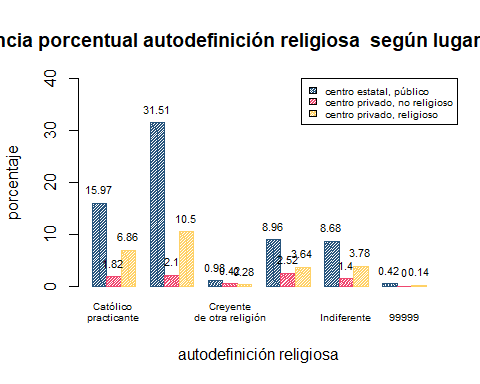 ncia porcentual autodefinición religiosa  según lugar
porcentaje
40
30
20
10
0
centro estatal, público
centro privado, no religioso
centro privado, religioso
15.97
1.82
6.86
31.51
2.1
10.5
0.98
0.42
0.28
8.96
2.52
3.64
8.68
1.4
3.78
0.42
0
0.14
Católico
practicante
Creyente
de otra religión
Indiferente
99999
autodefinición religiosa